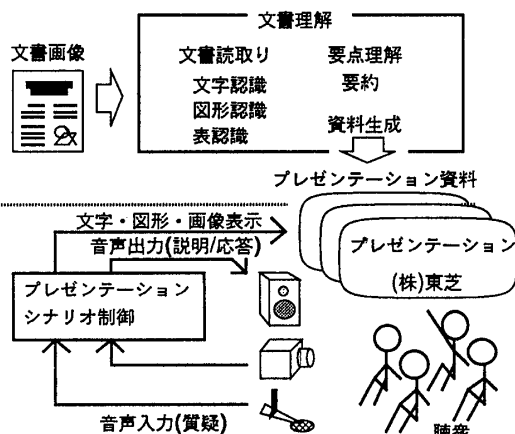 文書理解
文書画像
文書読取り
要点理解
文字認識
要約
図形認識
表認識
資料生成
プレゼンテーション資料
文字・図形・画像表示
音声出力(説明/応答)
プレゼンテーション
(株)東芝
プレゼンテーション
シナリオ制御
音声入力(質疑)
聴衆